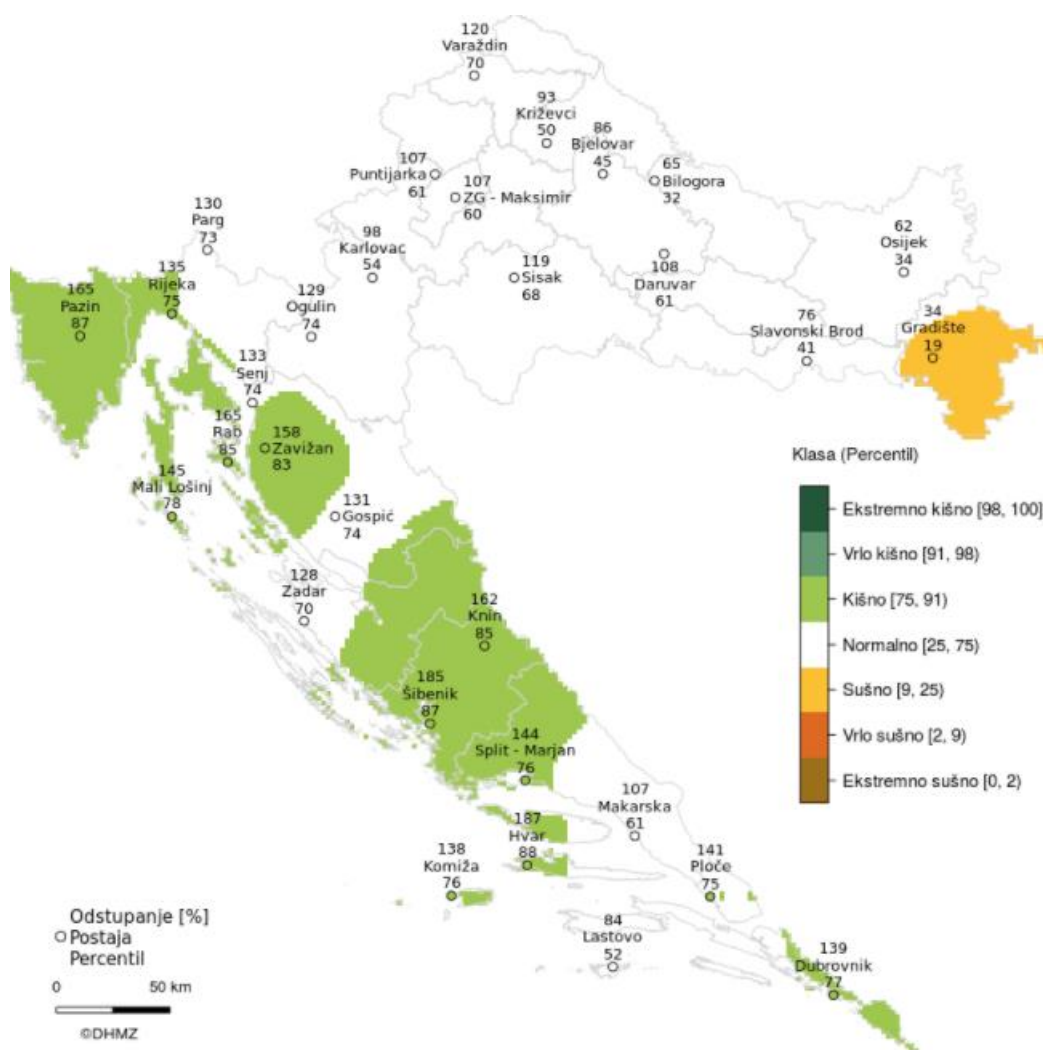 120
Varaždin
70
93
Križevci
50
86
Bjelovar
45
107
Puntijarka
61
107
ZG - Maksimir
60
65
Bilogora
32
130
Parg
73
98
Karlovac
54
119
Sisak
68
108
Daruvar
61
62
Osijek
34
135
Rijeka
75
165
Pazin
87
129
Ogulin
74
76
Slavonski Brod
41
34
Gradište
19
133
Senj
74
165
Rab
85
158
Zavižan
83
145
Mali Lošinj
78
131
Gospić
74
128
Zadar
70
162
Knin
85
185
Šibenik
87
144
Split - Marjan
76
107
Makarska
61
187
Hvar
88
138
Komiža
76
141
Ploče
75
84
Lastovo
52
139
Dubrovnik
77
Klasa (Percentil)
Ekstremno kišno [98, 100]
Vrlo kišno [91, 98)
Kišno [75, 91)
Normalno [25, 75)
Sušno [9, 25)
Vrlo sušno [2, 9)
Ekstremno sušno [0, 2)
Odstupanje [%]
Postaja
Percentil
0 50 km
©DHMZ